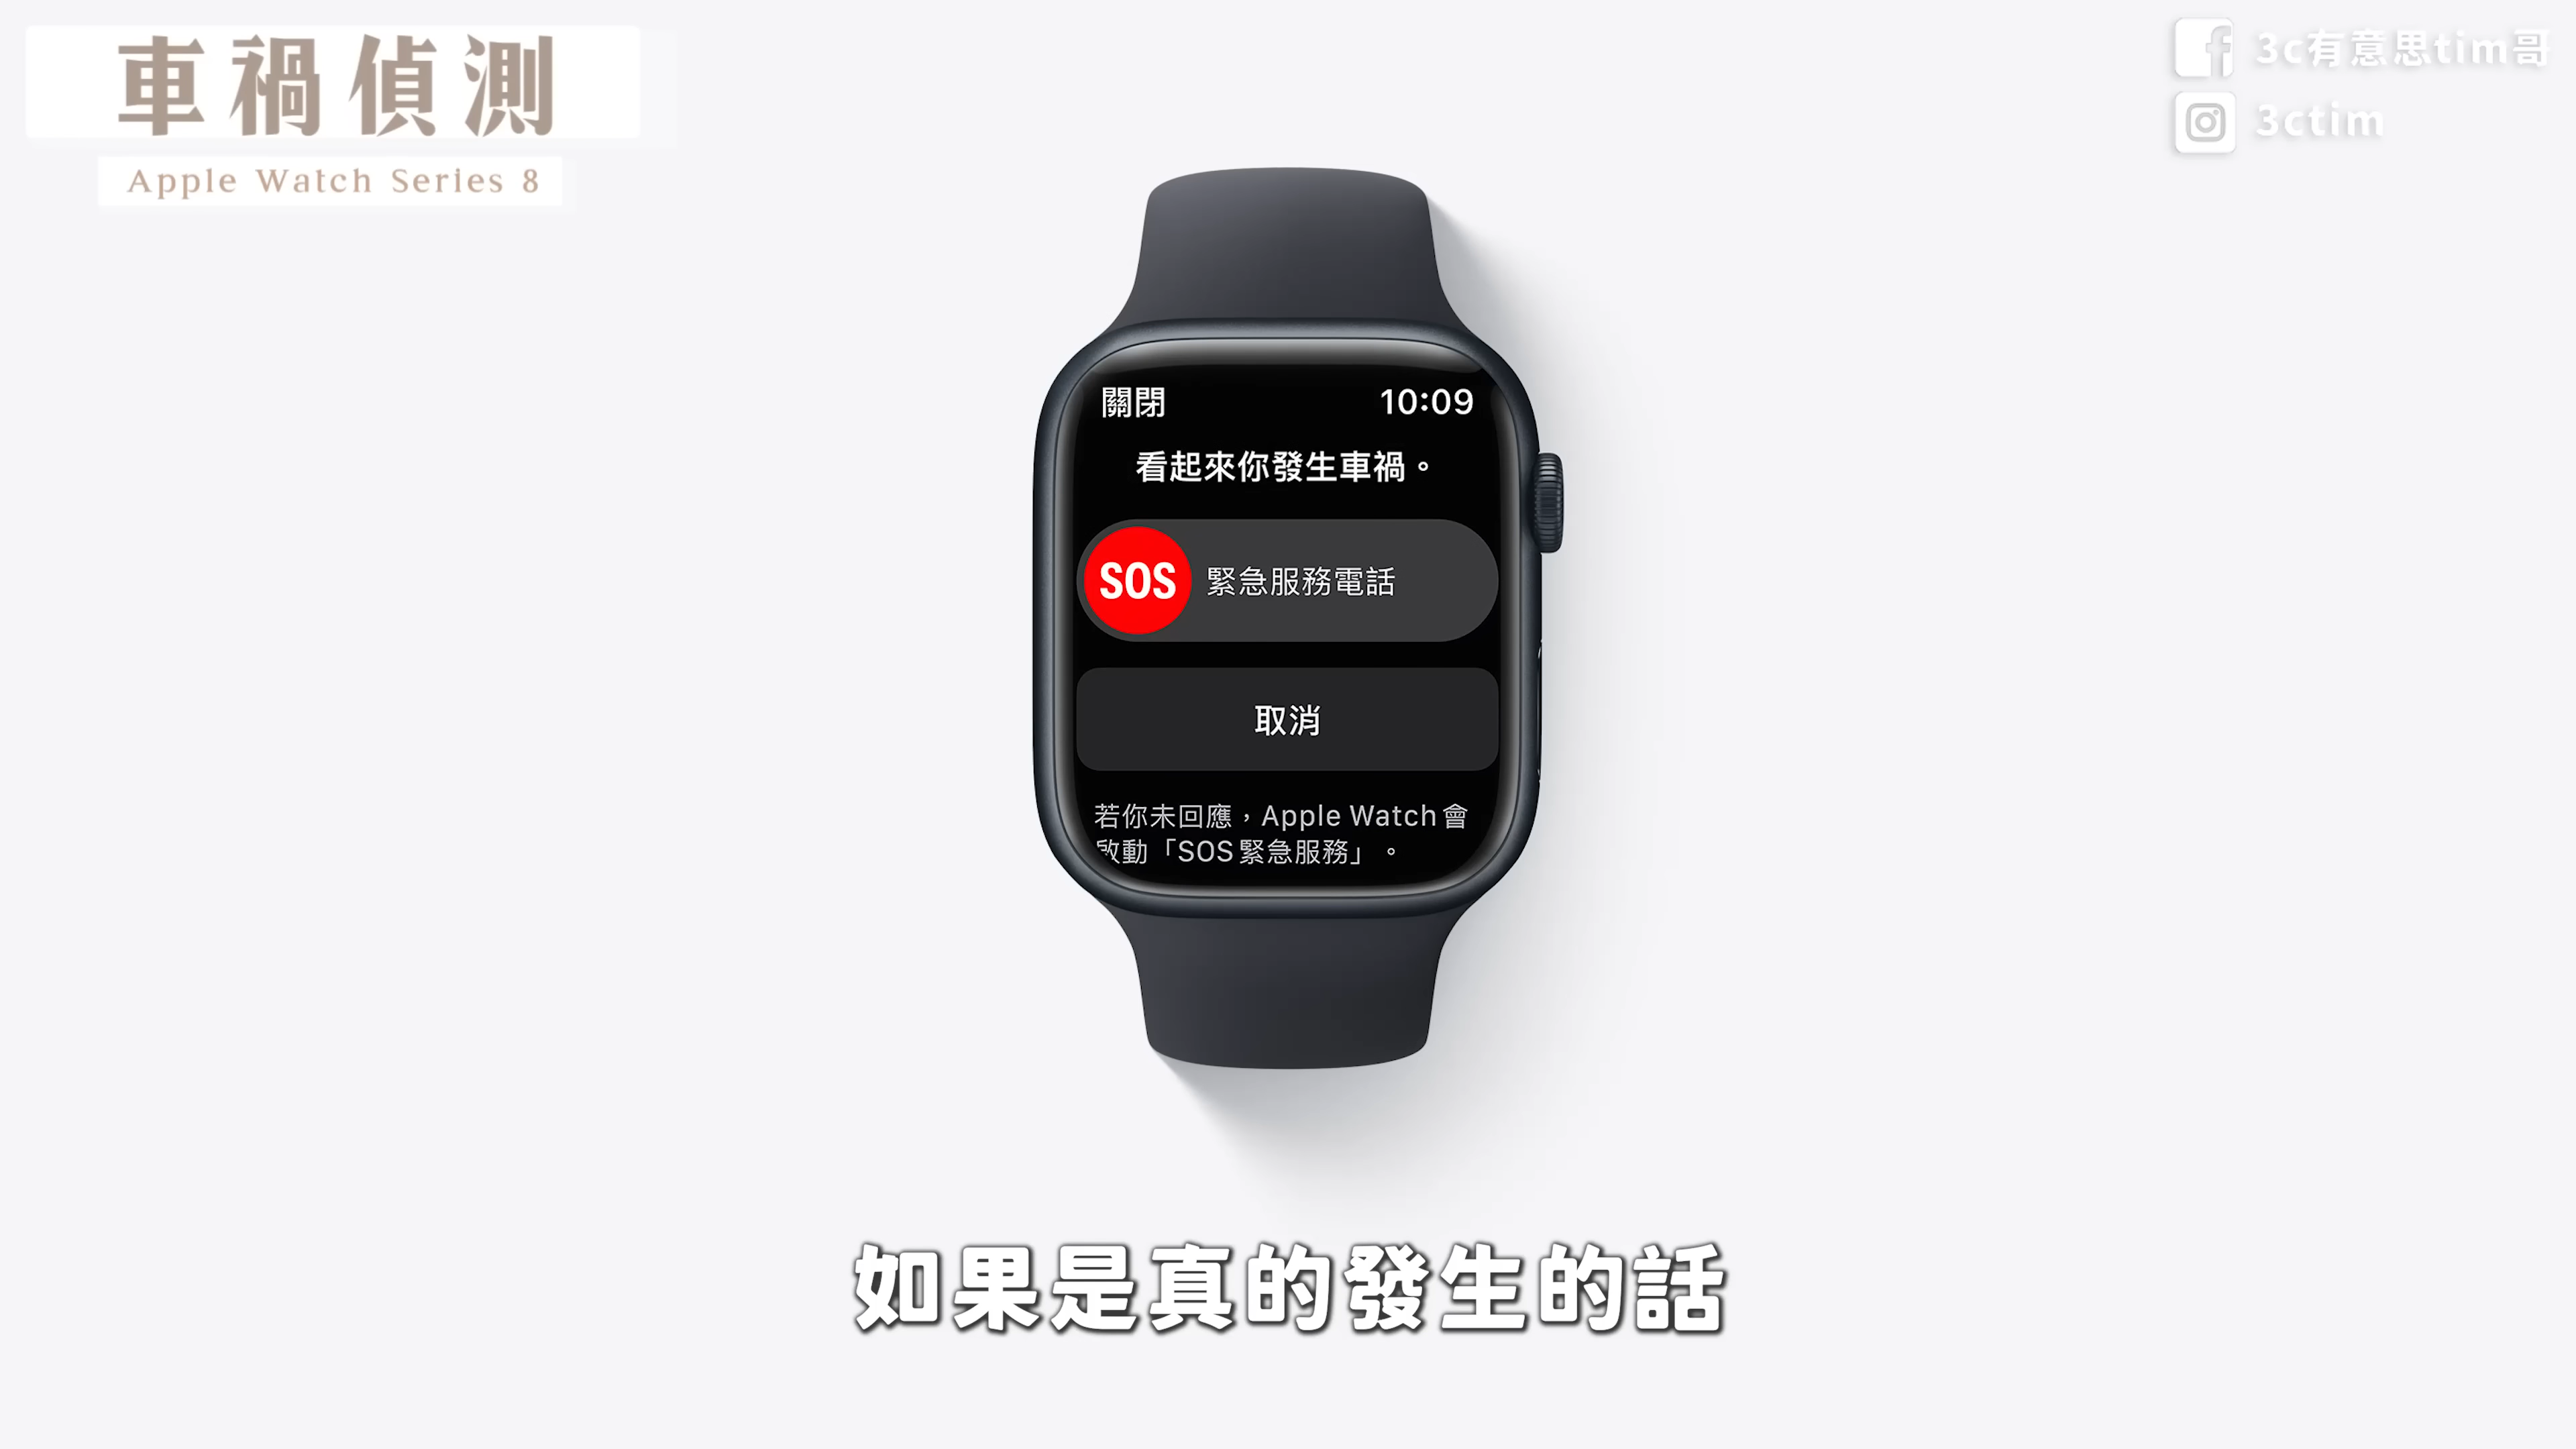 車禍偵測
Apple Watch Series 8
3c有意思tim哥
3ctim
關閉
10:09
看起來你發生車禍。
SOS
緊急服務電話
取消
若你未回應，Apple Watch會
啟動「SOS緊急服務」。
如果是真的發生的話